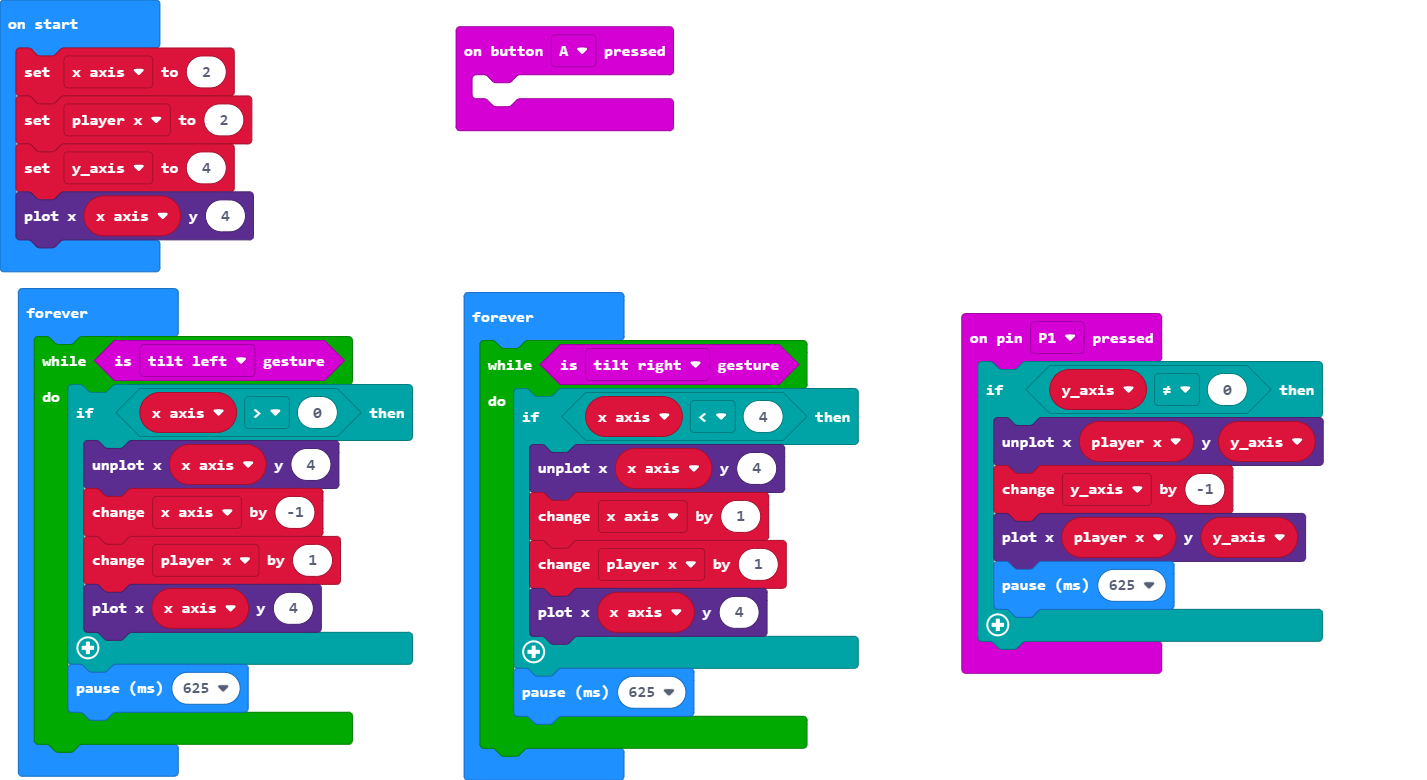 on start
set x axis to 2
set player x to 2
set y_axis to 4
plot x x axis y 4
on button A pressed
forever
while is tilt left gesture
do if x axis > 0 then
unplot x x axis y 4
change x axis by -1
change player x by 1
plot x x axis y 4
pause (ms) 625
forever
while is tilt right gesture
do if x axis < 4 then
unplot x x axis y 4
change x axis by 1
change player x by 1
plot x x axis y 4
pause (ms) 625
on pin P1 pressed
if y_axis ≠ 0 then
unplot x player x y y_axis
change y_axis by -1
plot x player x y y_axis
pause (ms) 625